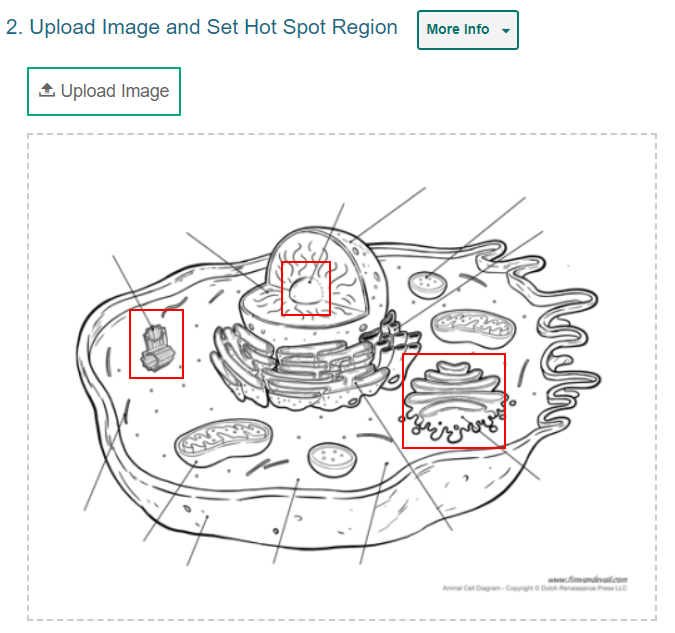 2. Upload Image and Set Hot Spot Region
More Info
Upload Image
www.timvandevall.com
Animal Cell Diagram - Copyright © Dutch Renaissance Press LLC